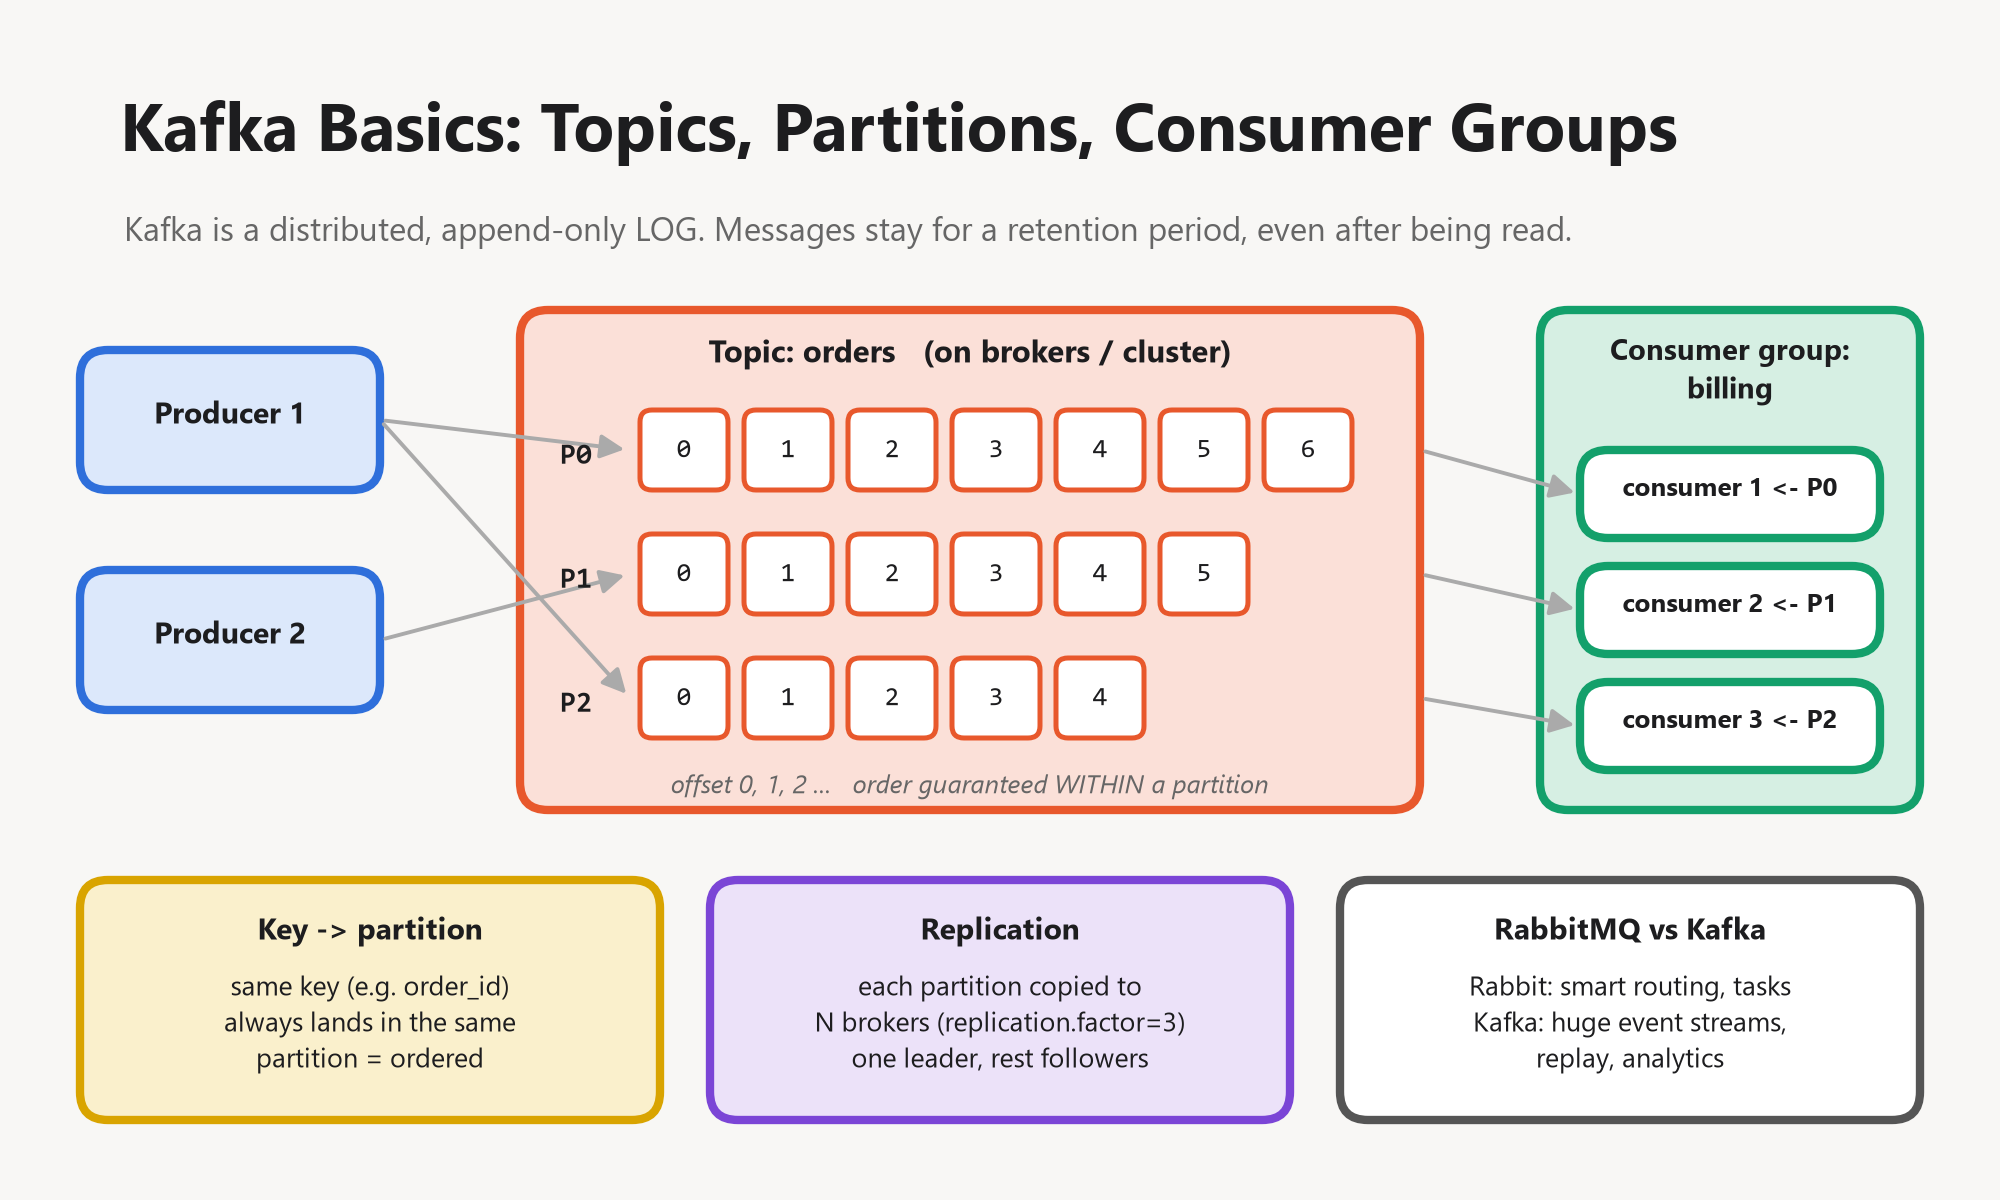 Kafka Basics: Topics, Partitions, Consumer Groups
Kafka is a distributed, append-only LOG. Messages stay for a retention period, even after being read.
Producer 1
Producer 2
Topic: orders (on brokers / cluster)
P0 0 1 2 3 4 5 6
P1 0 1 2 3 4 5
P2 0 1 2 3 4
offset 0, 1, 2 ... order guaranteed WITHIN a partition
Consumer group:
billing
consumer 1 <- P0
consumer 2 <- P1
consumer 3 <- P2
Key -> partition
same key (e.g. order_id)
always lands in the same
partition = ordered
Replication
each partition copied to
N brokers (replication.factor=3)
one leader, rest followers
RabbitMQ vs Kafka
Rabbit: smart routing, tasks
Kafka: huge event streams,
replay, analytics